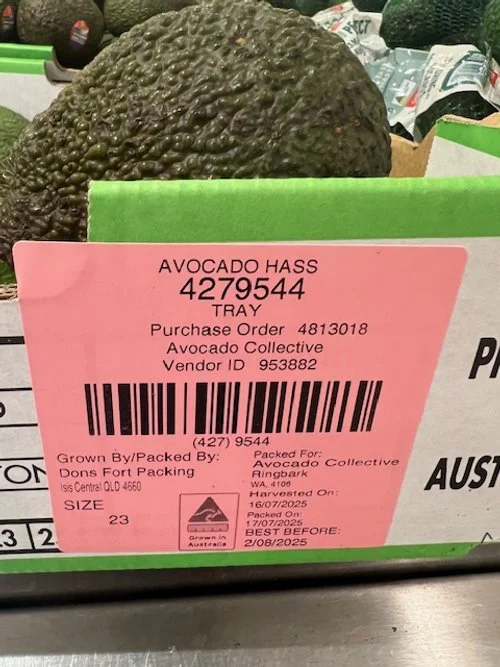 AVOCADO HASS
4279544
TRAY
Purchase Order 4813018
Avocado Collective
Vendor ID 953882
(427) 9544
Grown By/Packed By:
Dons Fort Packing
Isis Central QLD 4660
SIZE
23
Grown in
Australia
Packed For:
Avocado Collective
Ringbark
WA, 4106
Harvested On:
16/07/2025
Packed On:
17/07/2025
BEST BEFORE:
2/08/2025